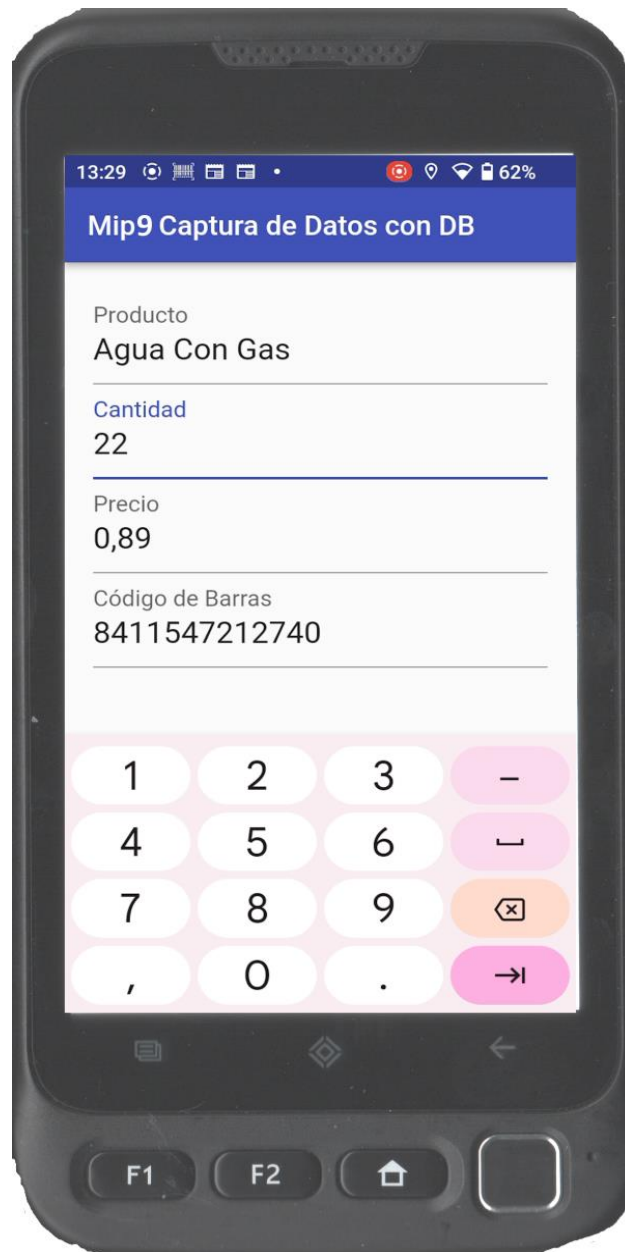 13:29
62%
Mip9 Captura de Datos con DB
Producto
Agua Con Gas
Cantidad
22
Precio
0,89
Código de Barras
8411547212740
1 2 3 –
4 5 6
7 8 9
, 0 .
F1 F2